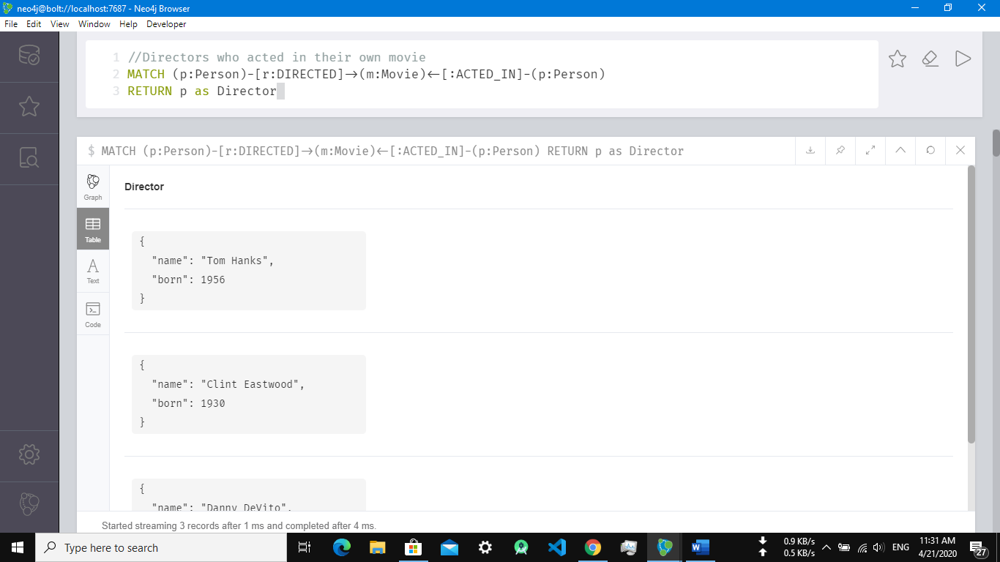 neo4j@bolt://localhost:7687 - Neo4j Browser
File Edit View Window Help Developer
1 //Directors who acted in their own movie
2 MATCH (p:Person)-[r:DIRECTED]->(m:Movie)<-[:ACTED_IN]-(p:Person)
3 RETURN p as Director
$ MATCH (p:Person)-[r:DIRECTED]->(m:Movie)<-[:ACTED_IN]-(p:Person) RETURN p as Director
Graph
Table
Text
Code
Director
{
"name": "Tom Hanks",
"born": 1956
}
{
"name": "Clint Eastwood",
"born": 1930
}
{
"name": "Danny DeVito",
Started streaming 3 records after 1 ms and completed after 4 ms.
Type here to search
0.9 KB/s
0.5 KB/s
ENG
11:31 AM
4/21/2020
27